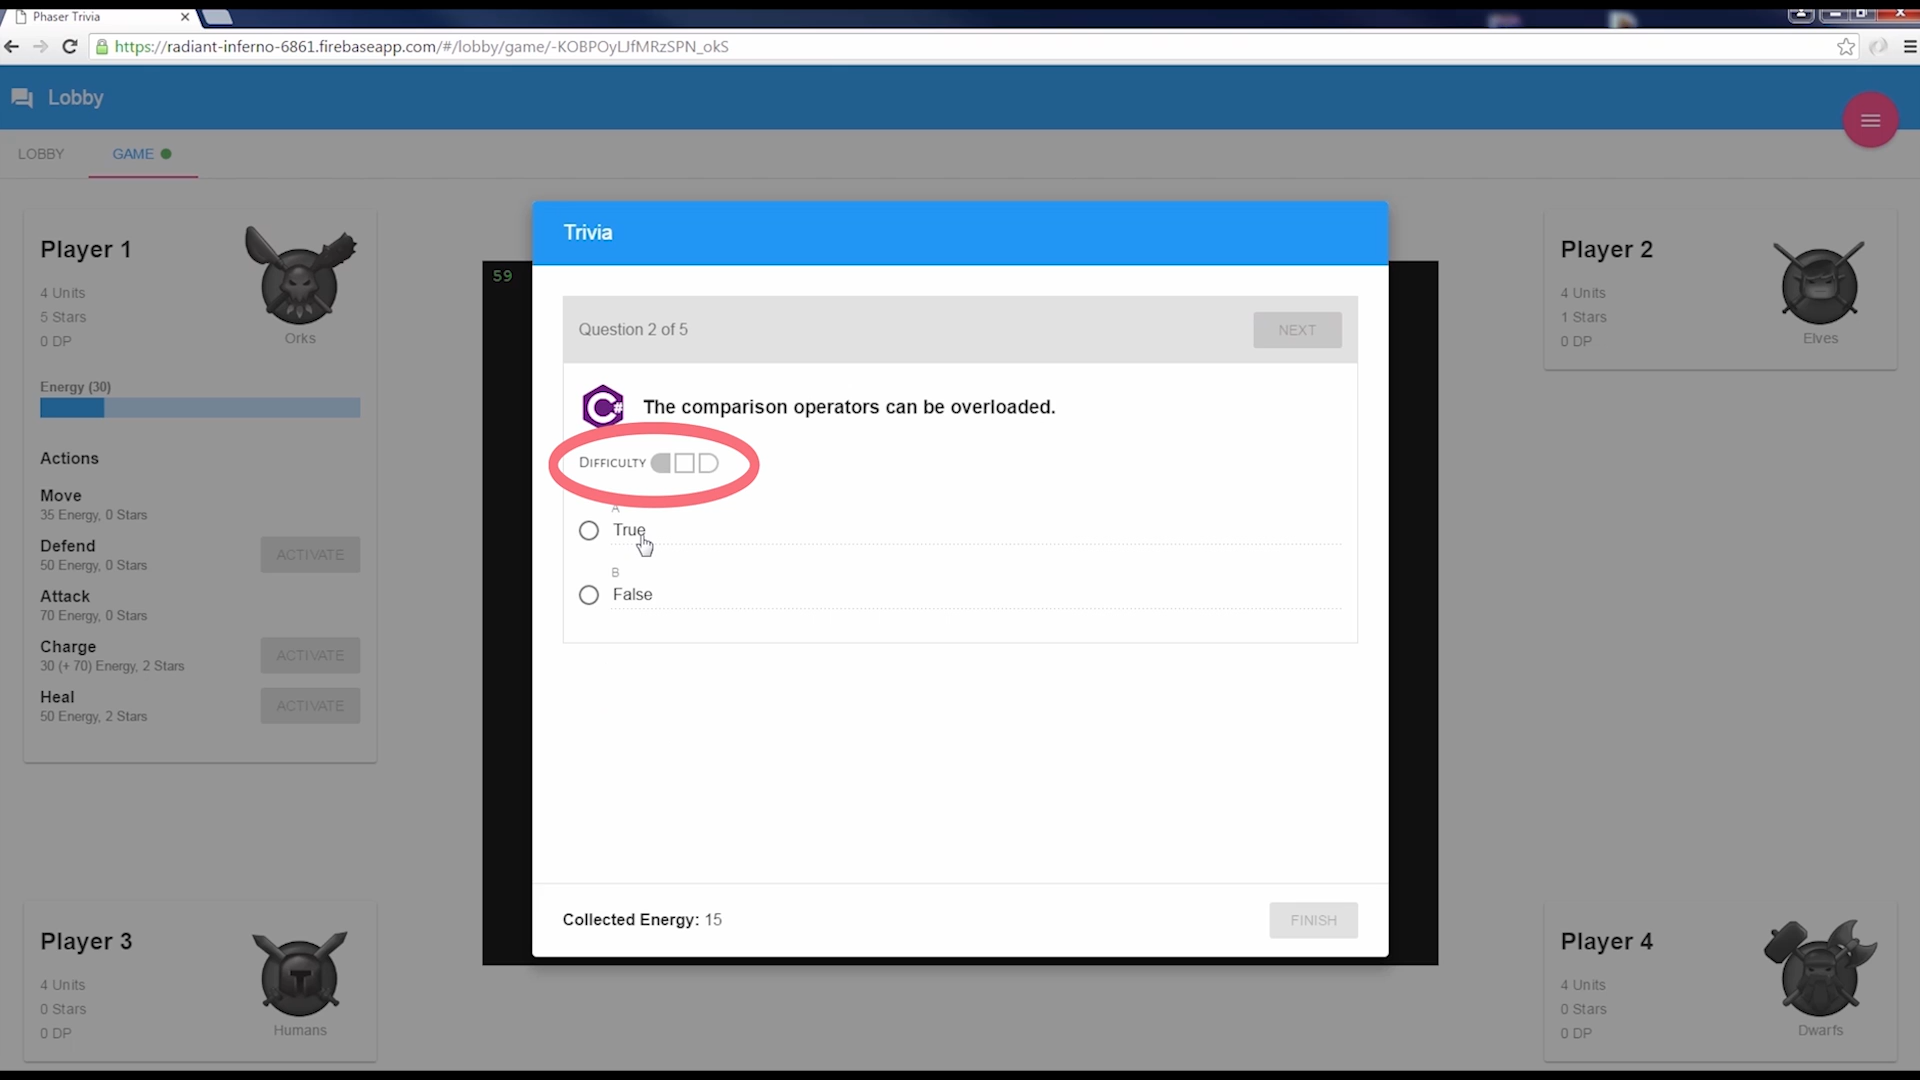 Phaser Trivia
https://radiant-inferno-6861.firebaseapp.com/#/lobby/game/-KOBPOyLJfMRzSPN_okS
Lobby
LOBBY
GAME
Player 1
4 Units
5 Stars
0 DP
Orks
Energy (30)
Actions
Move
35 Energy, 0 Stars
Defend
50 Energy, 0 Stars
ACTIVATE
Attack
70 Energy, 0 Stars
Charge
30 (+ 70) Energy, 2 Stars
ACTIVATE
Heal
50 Energy, 2 Stars
ACTIVATE
59
Trivia
Question 2 of 5
NEXT
C#
The comparison operators can be overloaded.
DIFFICULTY
A
True
B
False
Collected Energy: 15
FINISH
Player 2
4 Units
1 Stars
0 DP
Elves
Player 3
4 Units
0 Stars
0 DP
Humans
Player 4
4 Units
0 Stars
0 DP
Dwarfs